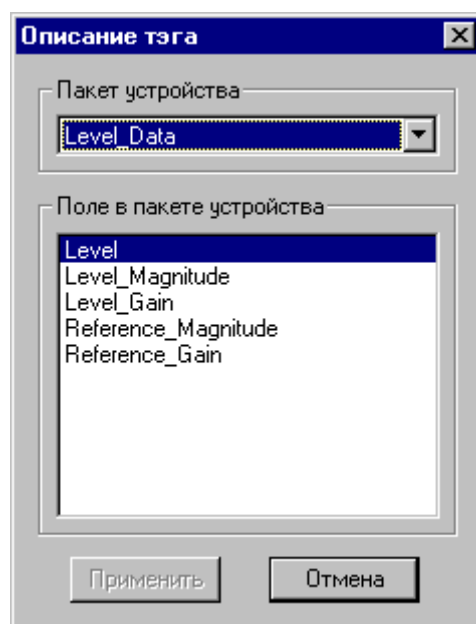 Описание тэга
Пакет устройства
Level_Data
Поле в пакете устройства
Level
Level_Magnitude
Level_Gain
Reference_Magnitude
Reference_Gain
Применить Отмена